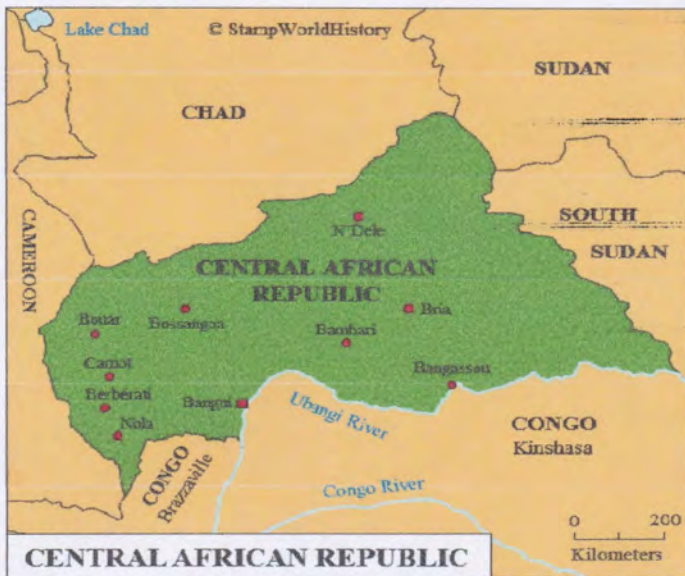 Lake Chad
© StampWorldHistory
SUDAN
CHAD
CAMEROON
SOUTH
SUDAN
N'Dele
CENTRAL AFRICAN
REPUBLIC
Bouar
Bossangoa
Bria
Bambari
Carnot
Berberati
Bangassou
Bangui
Nola
Ubangi River
CONGO
Kinshasa
CONGO
Brazzaville
Congo River
0 200
Kilometers
CENTRAL AFRICAN REPUBLIC